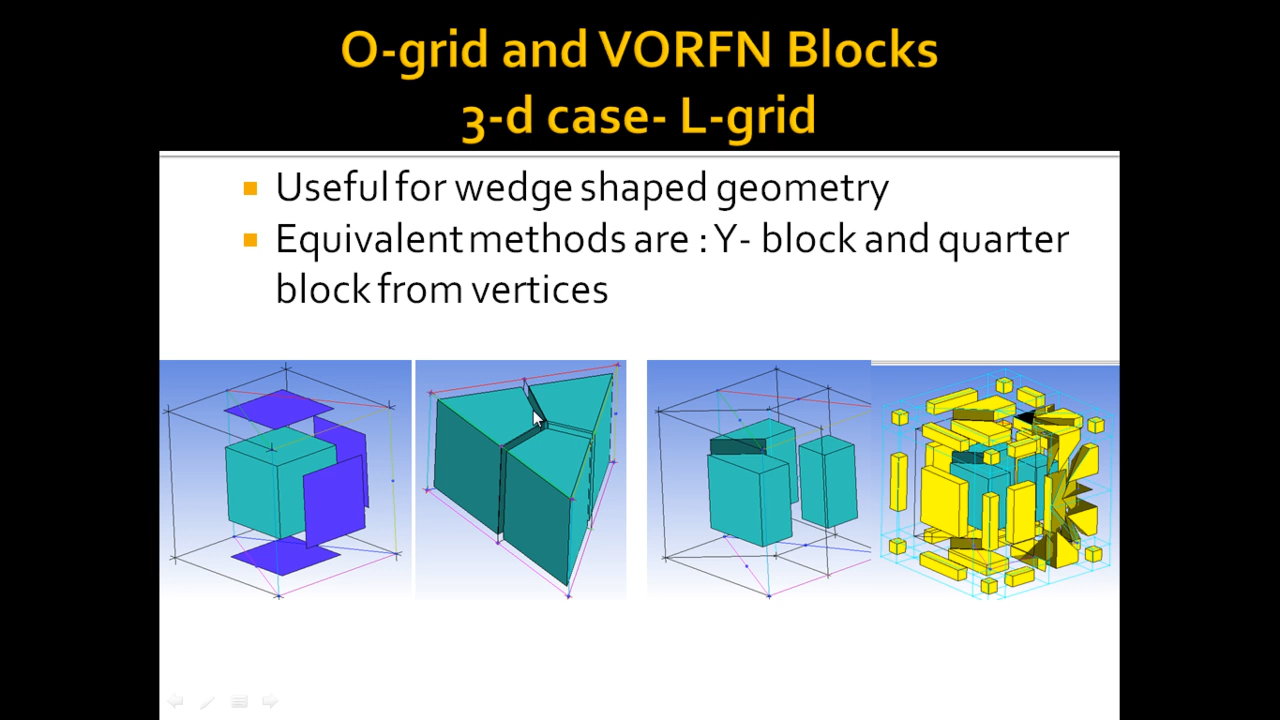 O-grid and VORFN Blocks
3-d case- L-grid
Useful for wedge shaped geometry
Equivalent methods are : Y- block and quarter
block from vertices